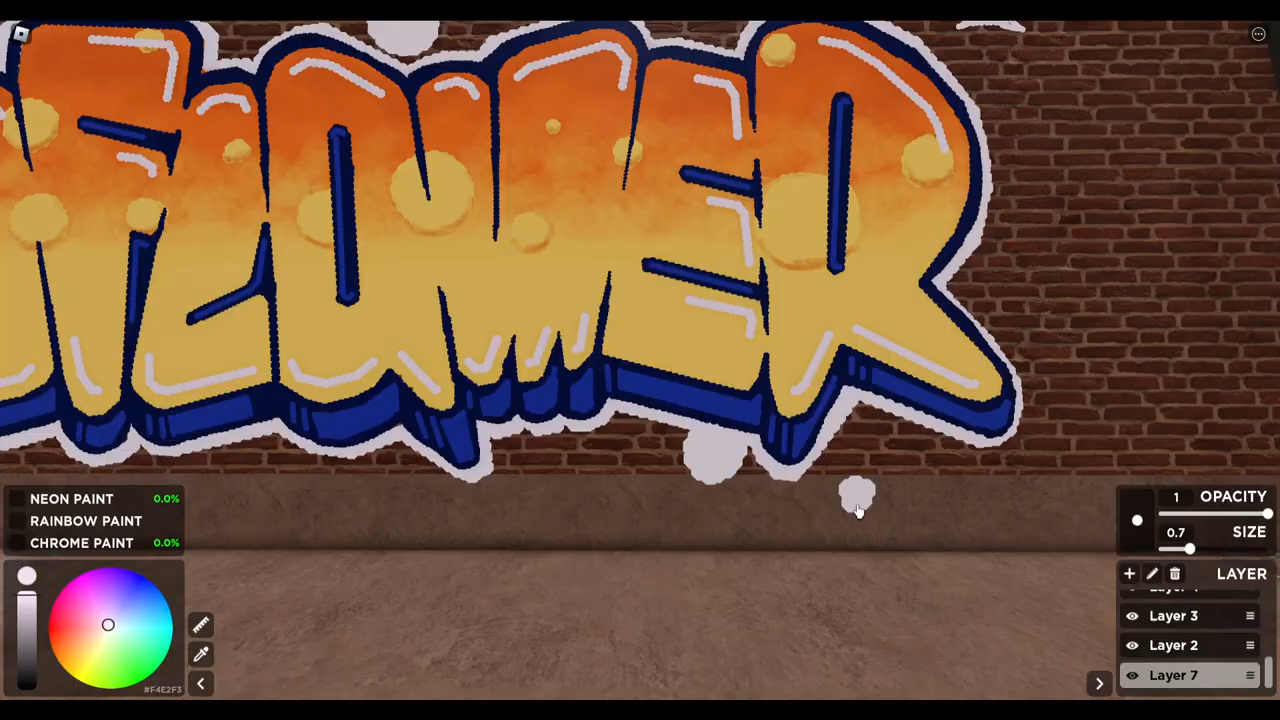 FLOWER
NEON PAINT 0.0%
RAINBOW PAINT
CHROME PAINT 0.0%
#F4E2F3
1 OPACITY
0.7 SIZE
LAYER
Layer 3
Layer 2
Layer 7